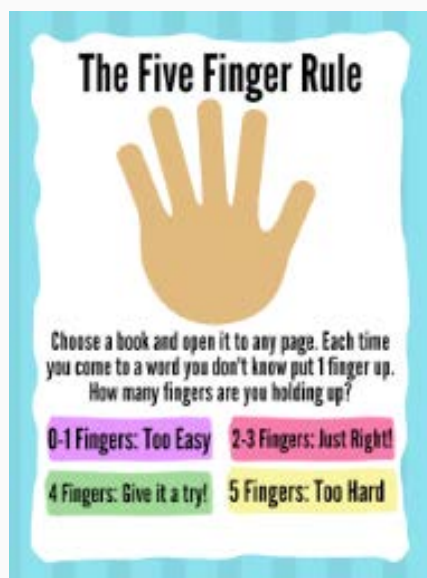 The Five Finger Rule
Choose a book and open it to any page. Each time
you come to a word you don't know put 1 finger up.
How many fingers are you holding up?
0-1 Fingers: Too Easy
2-3 Fingers: Just Right!
4 Fingers: Give it a try!
5 Fingers: Too Hard